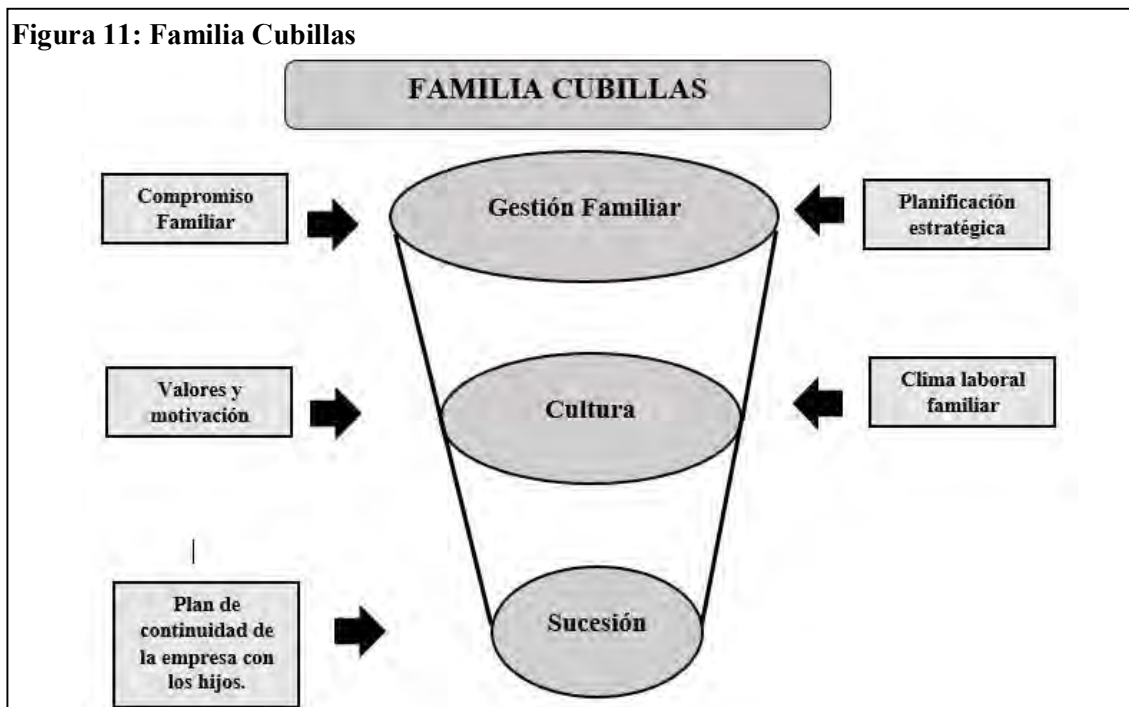 Figura 11: Familia Cubillas
FAMILIA CUBILLAS
Compromiso
Familiar
Gestión Familiar
Planificación
estratégica
Valores y
motivación
Cultura
Clima laboral
familiar
Plan de
continuidad de
la empresa con
los hijos.
Sucesión